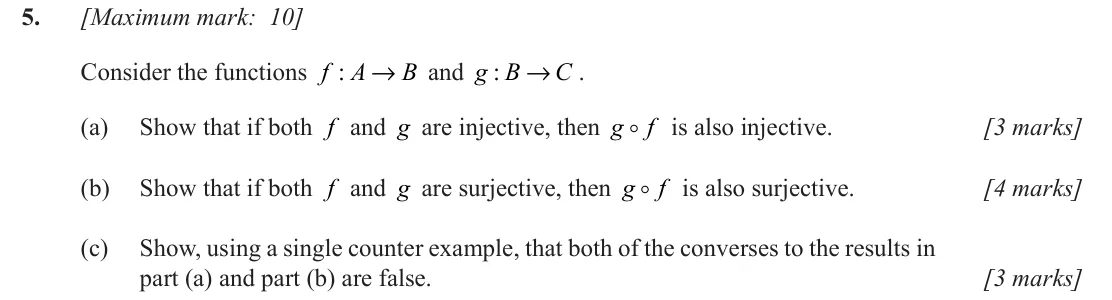 5. [Maximum mark: 10]
Consider the functions f : A → B and g : B → C .
(a) Show that if both f and g are injective, then g ∘ f is also injective. [3 marks]
(b) Show that if both f and g are surjective, then g ∘ f is also surjective. [4 marks]
(c) Show, using a single counter example, that both of the converses to the results in
part (a) and part (b) are false. [3 marks]